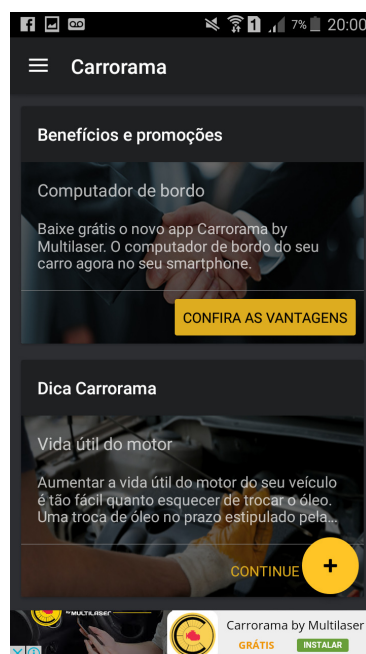 1 7% 20:00
Carrorama
Benefícios e promoções
Computador de bordo
Baixe grátis o novo app Carrorama by
Multilaser. O computador de bordo do seu
carro agora no seu smartphone.
CONFIRA AS VANTAGENS
Dica Carrorama
Vida útil do motor
Aumentar a vida útil do motor do seu veículo
é tão fácil quanto esquecer de trocar o óleo.
Uma troca de óleo no prazo estipulado pela...
CONTINUE
+
BY MULTILASER
Carrorama by Multilaser
GRÁTIS INSTALAR